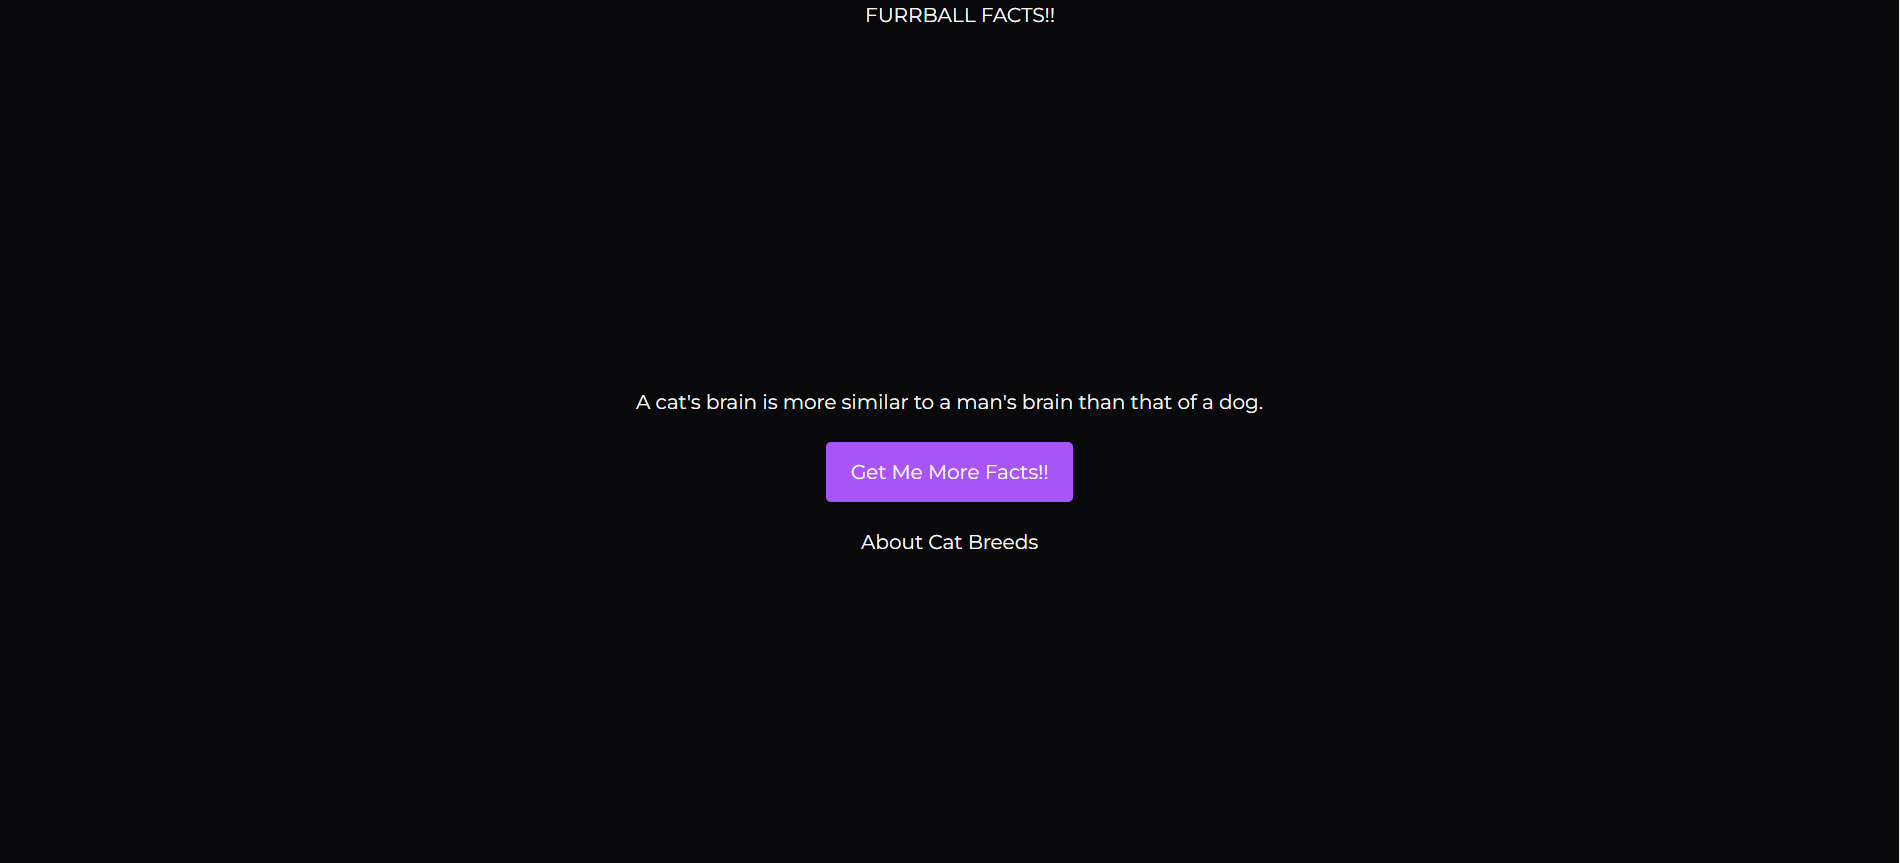 FURRBALL FACTS!!
A cat's brain is more similar to a man's brain than that of a dog.
Get Me More Facts!!
About Cat Breeds